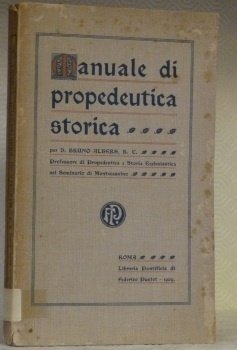 Manuale di
propedeutica
storica
per D. BRUNO ALBERS, B. C.
Professore di Propedeutica e Storia Ecclesiastica
nel Seminario di Montecassino
ROMA
Libreria Pontificia di
Federico Pustet - 1909.